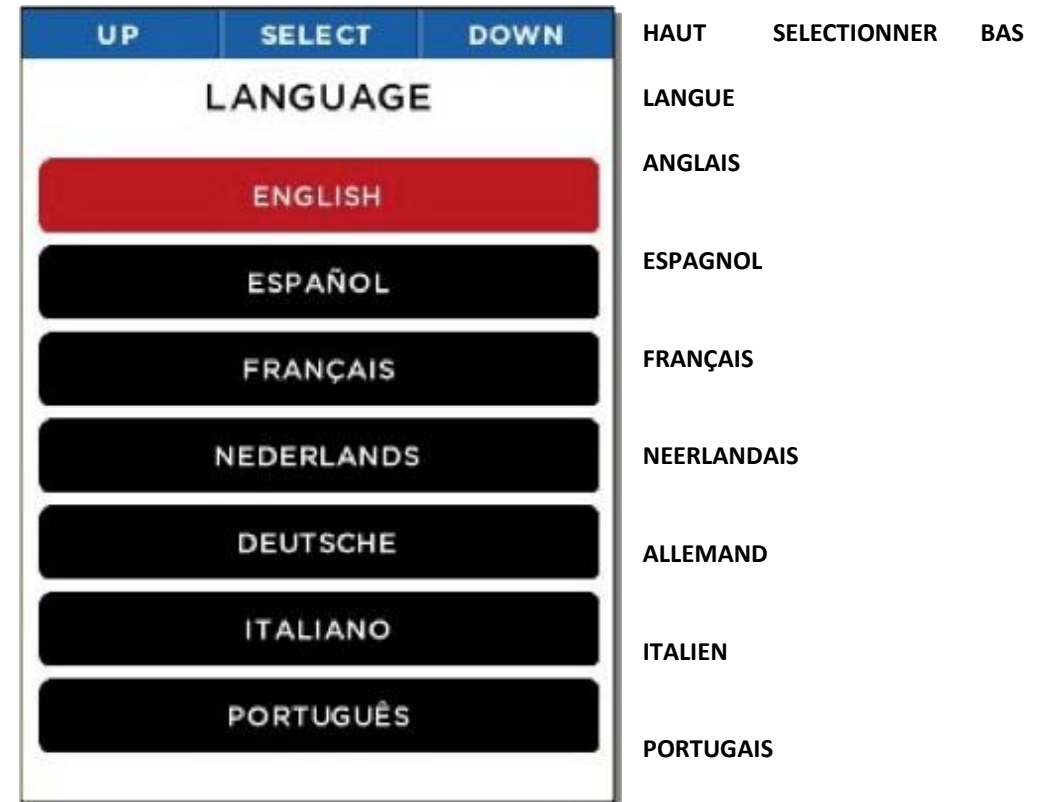 UP SELECT DOWN
LANGUAGE
ENGLISH
ESPAÑOL
FRANÇAIS
NEDERLANDS
DEUTSCHE
ITALIANO
PORTUGUÊS
HAUT SELECTIONNER BAS
LANGUE
ANGLAIS
ESPAGNOL
FRANÇAIS
NEERLANDAIS
ALLEMAND
ITALIEN
PORTUGAIS